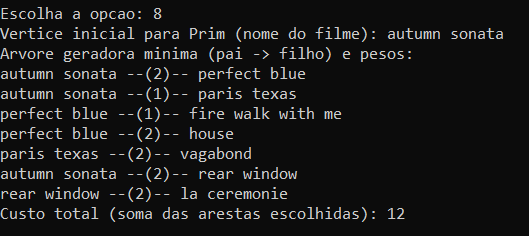 Escolha a opcao: 8
Vertice inicial para Prim (nome do filme): autumn sonata
Arvore geradora minima (pai -> filho) e pesos:
autumn sonata --(2)-- perfect blue
autumn sonata --(1)-- paris texas
perfect blue --(1)-- fire walk with me
perfect blue --(2)-- house
paris texas --(2)-- vagabond
autumn sonata --(2)-- rear window
rear window --(2)-- la ceremonie
Custo total (soma das arestas escolhidas): 12